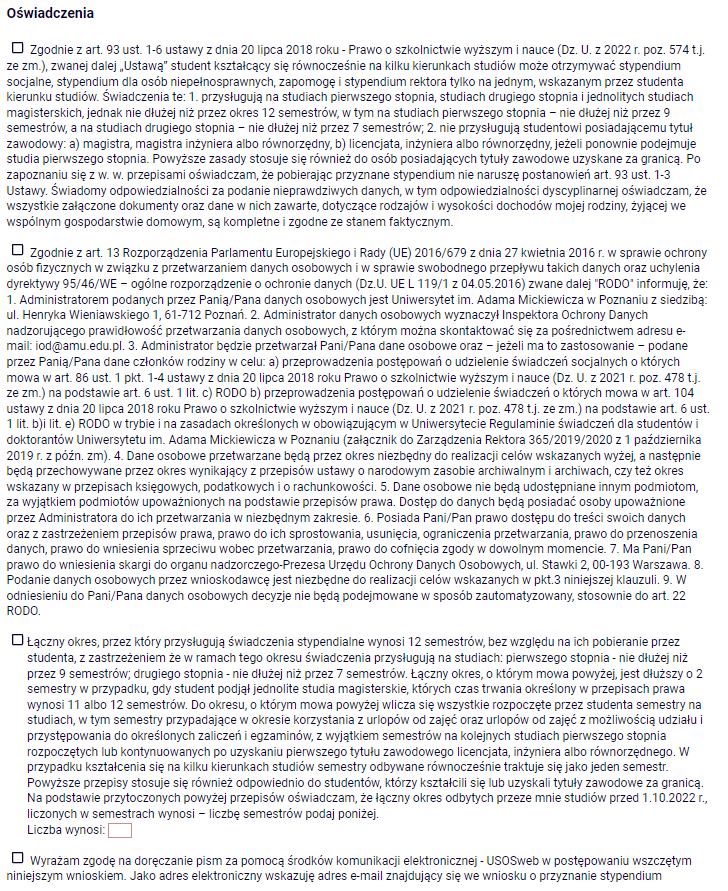 Oświadczenia
Zgodnie z art. 93 ust. 1-6 ustawy z dnia 20 lipca 2018 roku - Prawo o szkolnictwie wyższym i nauce (Dz. U. z 2022 r. poz. 574 t.j.
ze zm.), zwanej dalej „Ustawą” student kształcący się równocześnie na kilku kierunkach studiów może otrzymywać stypendium
socjalne, stypendium dla osób niepełnosprawnych, zapomogę i stypendium rektora tylko na jednym, wskazanym przez studenta
kierunku studiów. Świadczenia te: 1. przysługują na studiach pierwszego stopnia, studiach drugiego stopnia i jednolitych studiach
magisterskich, jednak nie dłużej niż przez okres 12 semestrów, w tym na studiach pierwszego stopnia – nie dłużej niż przez 9
semestrów, a na studiach drugiego stopnia – nie dłużej niż przez 7 semestrów; 2. nie przysługują studentowi posiadającemu tytuł
zawodowy: a) magistra, magistra inżyniera albo równorzędny, b) licencjata, inżyniera albo równorzędny, jeżeli ponownie podejmuje
studia pierwszego stopnia. Powyższe zasady stosuje się również do osób posiadających tytuły zawodowe uzyskane za granicą. Po
zapoznaniu się z w. w. przepisami oświadczam, że pobierając przyznane stypendium nie naruszę postanowień art. 93 ust. 1-3
Ustawy. Świadomy odpowiedzialności za podanie nieprawdziwych danych, w tym odpowiedzialności dyscyplinarnej oświadczam, że
wszystkie załączone dokumenty oraz dane w nich zawarte, dotyczące rodzajów i wysokości dochodów mojej rodziny, żyjącej we
wspólnym gospodarstwie domowym, są kompletne i zgodne ze stanem faktycznym.
Zgodnie z art. 13 Rozporządzenia Parlamentu Europejskiego i Rady (UE) 2016/679 z dnia 27 kwietnia 2016 r. w sprawie ochrony
osób fizycznych w związku z przetwarzaniem danych osobowych i w sprawie swobodnego przepływu takich danych oraz uchylenia
dyrektywy 95/46/WE – ogólne rozporządzenie o ochronie danych (Dz.U. UE L 119/1 z 04.05.2016) zwane dalej "RODO" informuję, że:
1. Administratorem podanych przez Panią/Pana danych osobowych jest Uniwersytet im. Adama Mickiewicza w Poznaniu z siedzibą:
ul. Henryka Wieniawskiego 1, 61-712 Poznań. 2. Administrator danych osobowych wyznaczył Inspektora Ochrony Danych
nadzorującego prawidłowość przetwarzania danych osobowych, z którym można skontaktować się za pośrednictwem adresu e-
mail: iod@amu.edu.pl. 3. Administrator będzie przetwarzał Pani/Pana dane osobowe oraz – jeżeli ma to zastosowanie – podane
przez Panią/Pana dane członków rodziny w celu: a) przeprowadzenia postępowań o udzielenie świadczeń socjalnych o których
mowa w art. 86 ust. 1 pkt. 1-4 ustawy z dnia 20 lipca 2018 roku Prawo o szkolnictwie wyższym i nauce (Dz. U. z 2021 r. poz. 478 t.j.
ze zm.) na podstawie art. 6 ust. 1 lit. c) RODO b) przeprowadzenia postępowań o udzielenie świadczeń o których mowa w art. 104
ustawy z dnia 20 lipca 2018 roku Prawo o szkolnictwie wyższym i nauce (Dz. U. z 2021 r. poz. 478 t.j. ze zm.) na podstawie art. 6 ust.
1 lit. b)i lit. e) RODO w trybie i na zasadach określonych w obowiązującym w Uniwersytecie Regulaminie świadczeń dla studentów i
doktorantów Uniwersytetu im. Adama Mickiewicza w Poznaniu (załącznik do Zarządzenia Rektora 365/2019/2020 z 1 października
2019 r. z późn. zm). 4. Dane osobowe przetwarzane będą przez okres niezbędny do realizacji celów wskazanych wyżej, a następnie
będą przechowywane przez okres wynikający z przepisów ustawy o narodowym zasobie archiwalnym i archiwach, czy też okres
wskazany w przepisach księgowych, podatkowych i o rachunkowości. 5. Dane osobowe nie będą udostępniane innym podmiotom,
za wyjątkiem podmiotów upoważnionych na podstawie przepisów prawa. Dostęp do danych będą posiadać osoby upoważnione
przez Administratora do ich przetwarzania w niezbędnym zakresie. 6. Posiada Pani/Pan prawo dostępu do treści swoich danych
oraz z zastrzeżeniem przepisów prawa, prawo do ich sprostowania, usunięcia, ograniczenia przetwarzania, prawo do przenoszenia
danych, prawo do wniesienia sprzeciwu wobec przetwarzania, prawo do cofnięcia zgody w dowolnym momencie. 7. Ma Pani/Pan
prawo do wniesienia skargi do organu nadzorczego-Prezesa Urzędu Ochrony Danych Osobowych, ul. Stawki 2, 00-193 Warszawa. 8.
Podanie danych osobowych przez wnioskodawcę jest niezbędne do realizacji celów wskazanych w pkt.3 niniejszej klauzuli. 9. W
odniesieniu do Pani/Pana danych osobowych decyzje nie będą podejmowane w sposób zautomatyzowany, stosownie do art. 22
RODO.
Łączny okres, przez który przysługują świadczenia stypendialne wynosi 12 semestrów, bez względu na ich pobieranie przez
studenta, z zastrzeżeniem że w ramach tego okresu świadczenia przysługują na studiach: pierwszego stopnia - nie dłużej niż
przez 9 semestrów; drugiego stopnia - nie dłużej niż przez 7 semestrów. Łączny okres, o którym mowa powyżej, jest dłuższy o 2
semestry w przypadku, gdy student podjął jednolite studia magisterskie, których czas trwania określony w przepisach prawa
wynosi 11 albo 12 semestrów. Do okresu, o którym mowa powyżej wlicza się wszystkie rozpoczęte przez studenta semestry na
studiach, w tym semestry przypadające w okresie korzystania z urlopów od zajęć oraz urlopów od zajęć z możliwością udziału i
przystępowania do określonych zaliczeń i egzaminów, z wyjątkiem semestrów na kolejnych studiach pierwszego stopnia
rozpoczętych lub kontynuowanych po uzyskaniu pierwszego tytułu zawodowego licencjata, inżyniera albo równorzędnego. W
przypadku kształcenia się na kilku kierunkach studiów semestry odbywane równocześnie traktuje się jako jeden semestr.
Powyższe przepisy stosuje się również odpowiednio do studentów, którzy kształcili się lub uzyskali tytuły zawodowe za granicą.
Na podstawie przytoczonych powyżej przepisów oświadczam, że łączny okres odbytych przeze mnie studiów przed 1.10.2022 r.,
liczonych w semestrach wynosi – liczbę semestrów podaj poniżej.
Liczba wynosi:
Wyrażam zgodę na doręczanie pism za pomocą środków komunikacji elektronicznej - USOSweb w postępowaniu wszczętym
niniejszym wnioskiem. Jako adres elektroniczny wskazuję adres e-mail znajdujący się we wniosku o przyznanie stypendium